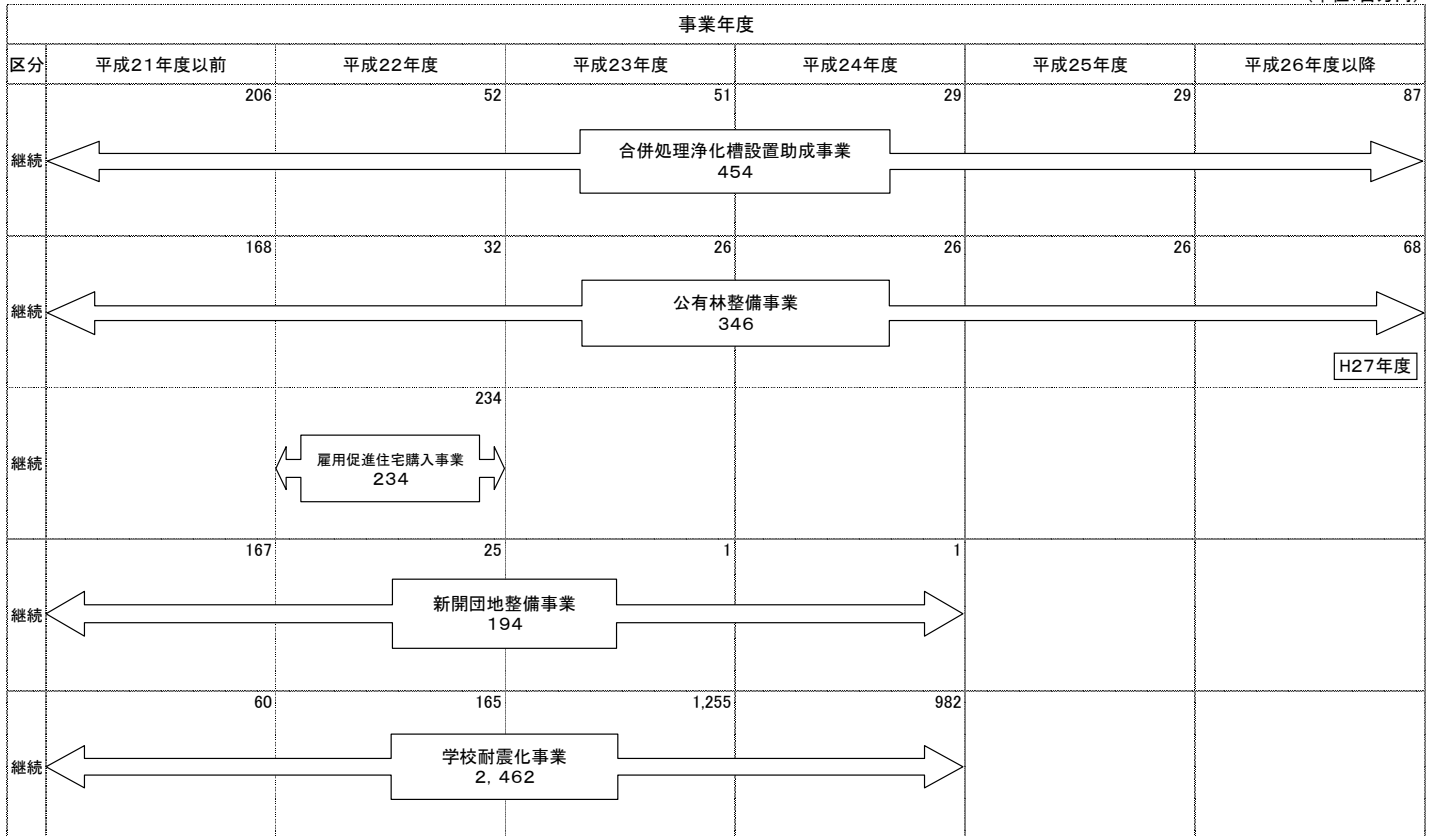 事業年度
区分 平成21年度以前 平成22年度 平成23年度 平成24年度 平成25年度 平成26年度以降
206 52 51 29 29 87
継続
合併処理浄化槽設置助成事業
454
168 32 26 26 26 68
継続
公有林整備事業
346
H27年度
234
継続
雇用促進住宅購入事業
234
167 25 1 1
継続
新開団地整備事業
194
60 165 1,255 982
継続
学校耐震化事業
2,462